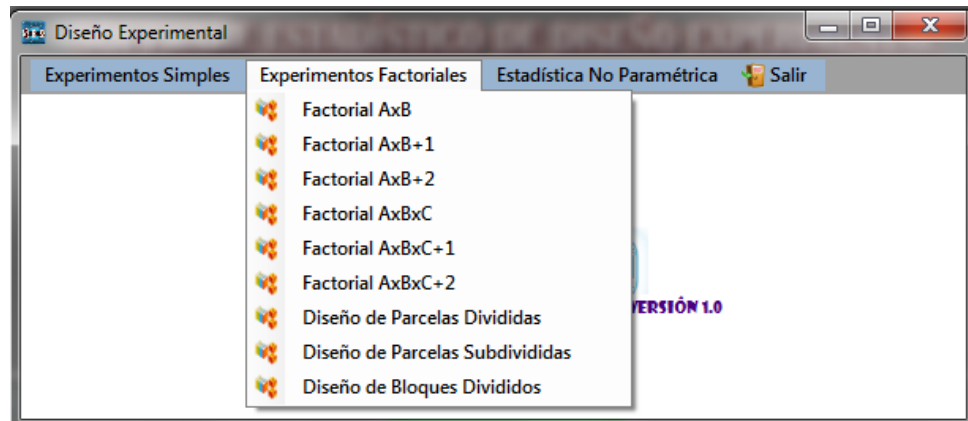 Diseño Experimental
Experimentos Simples Experimentos Factoriales Estadística No Paramétrica Salir
Factorial AxB
Factorial AxB+1
Factorial AxB+2
Factorial AxBxC
Factorial AxBxC+1
Factorial AxBxC+2
Diseño de Parcelas Divididas
VERSIÓN 1.0
Diseño de Parcelas Subdivididas
Diseño de Bloques Divididos